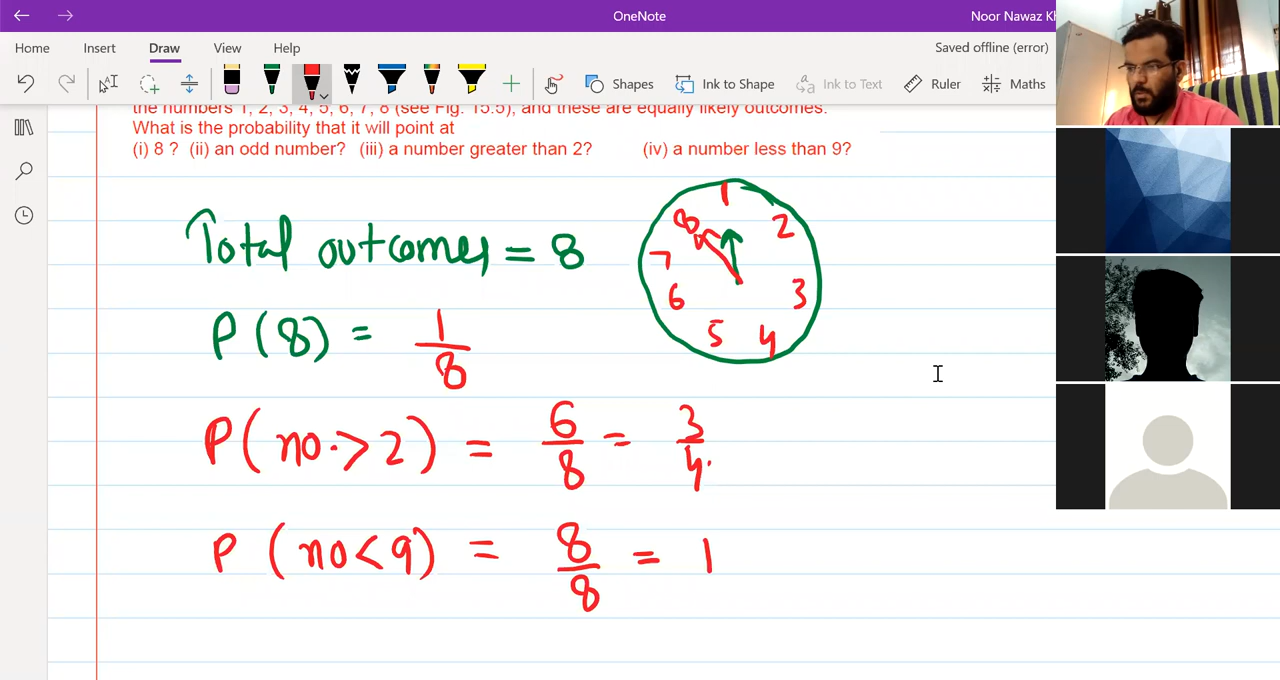 OneNote
Noor Nawaz Kh
Home Insert Draw View Help
Saved offline (error)
Shapes Ink to Shape Ink to Text Ruler Maths
the numbers 1, 2, 3, 4, 5, 6, 7, 8 (see Fig. 15.5), and these are equally likely outcomes.
What is the probability that it will point at
(i) 8 ? (ii) an odd number? (iii) a number greater than 2? (iv) a number less than 9?
Total outcomes = 8
1
2
3
4
5
6
7
8
P (8) = 1/8
P( no. > 2) = 6/8 = 3/4.
P ( no < 9) = 8/8 = 1